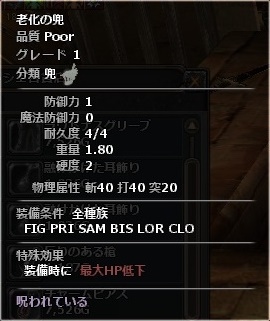 老化の兜
品質 Poor
グレード 1
分類 兜
防御力 1
魔法防御力 0
耐久度 4/4
重量 1.80
硬度 2
物理属性 斬40 打40 突20
装備条件 全種族
FIG PRI SAM BIS LOR CLO
特殊効果
装備時に 最大HP低下
呪われている
7,526G